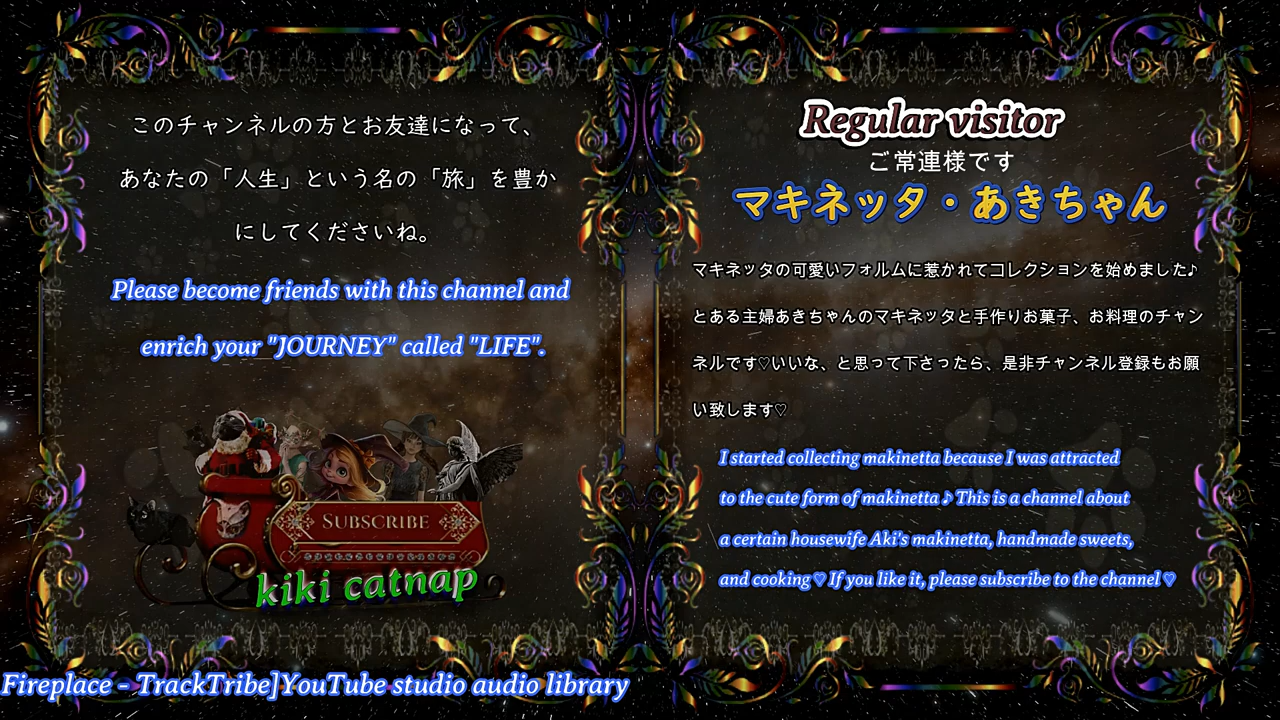 このチャンネルの方とお友達になって、
あなたの「人生」という名の「旅」を豊か
にしてくださいね。
Please become friends with this channel and
enrich your "JOURNEY" called "LIFE".
SUBSCRIBE
kiki catnap
Regular visitor
ご常連様です
マキネッタ・あきちゃん
マキネッタの可愛いフォルムに惹かれてコレクションを始めました♪
とある主婦あきちゃんのマキネッタと手作りお菓子、お料理のチャン
ネルです♡いいな、と思って下さったら、是非チャンネル登録もお願
い致します♡
I started collecting makinetta because I was attracted
to the cute form of makinetta♪ This is a channel about
a certain housewife Aki's makinetta, handmade sweets,
and cooking♡ If you like it, please subscribe to the channel♡
Fireplace - TrackTribe]YouTube studio audio library